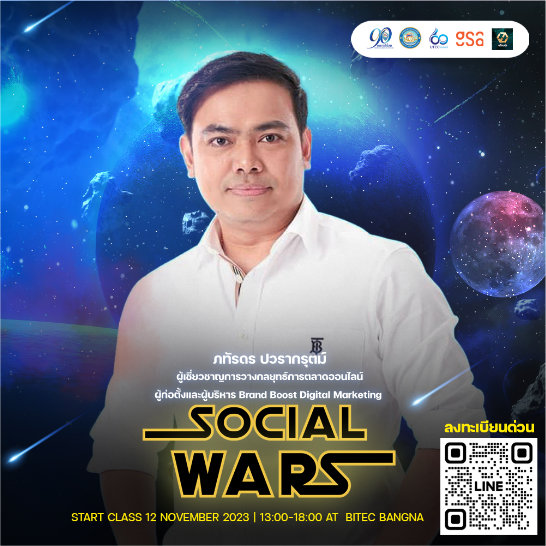 90
GSa
ภทัรดร ปวรากรุตม์
ผู้เชี่ยวชาญการวางกลยุทธ์การตลาดออนไลน์
ผู้ก่อตั้งและผู้บริหาร Brand Boost Digital Marketing
SOCIAL
WARS
ลงทะเบียนด่วน
LINE
START CLASS 12 NOVEMBER 2023 | 13:00-18:00 AT BITEC BANGNA